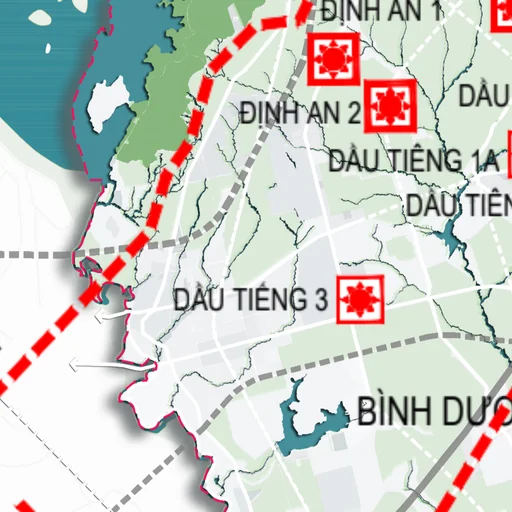 ĐỊNH AN 1
ĐỊNH AN 2
DẦU
DẦU TIẾNG 1A
DẦU TIẾN
DẦU TIẾNG 3
BÌNH DƯƠ